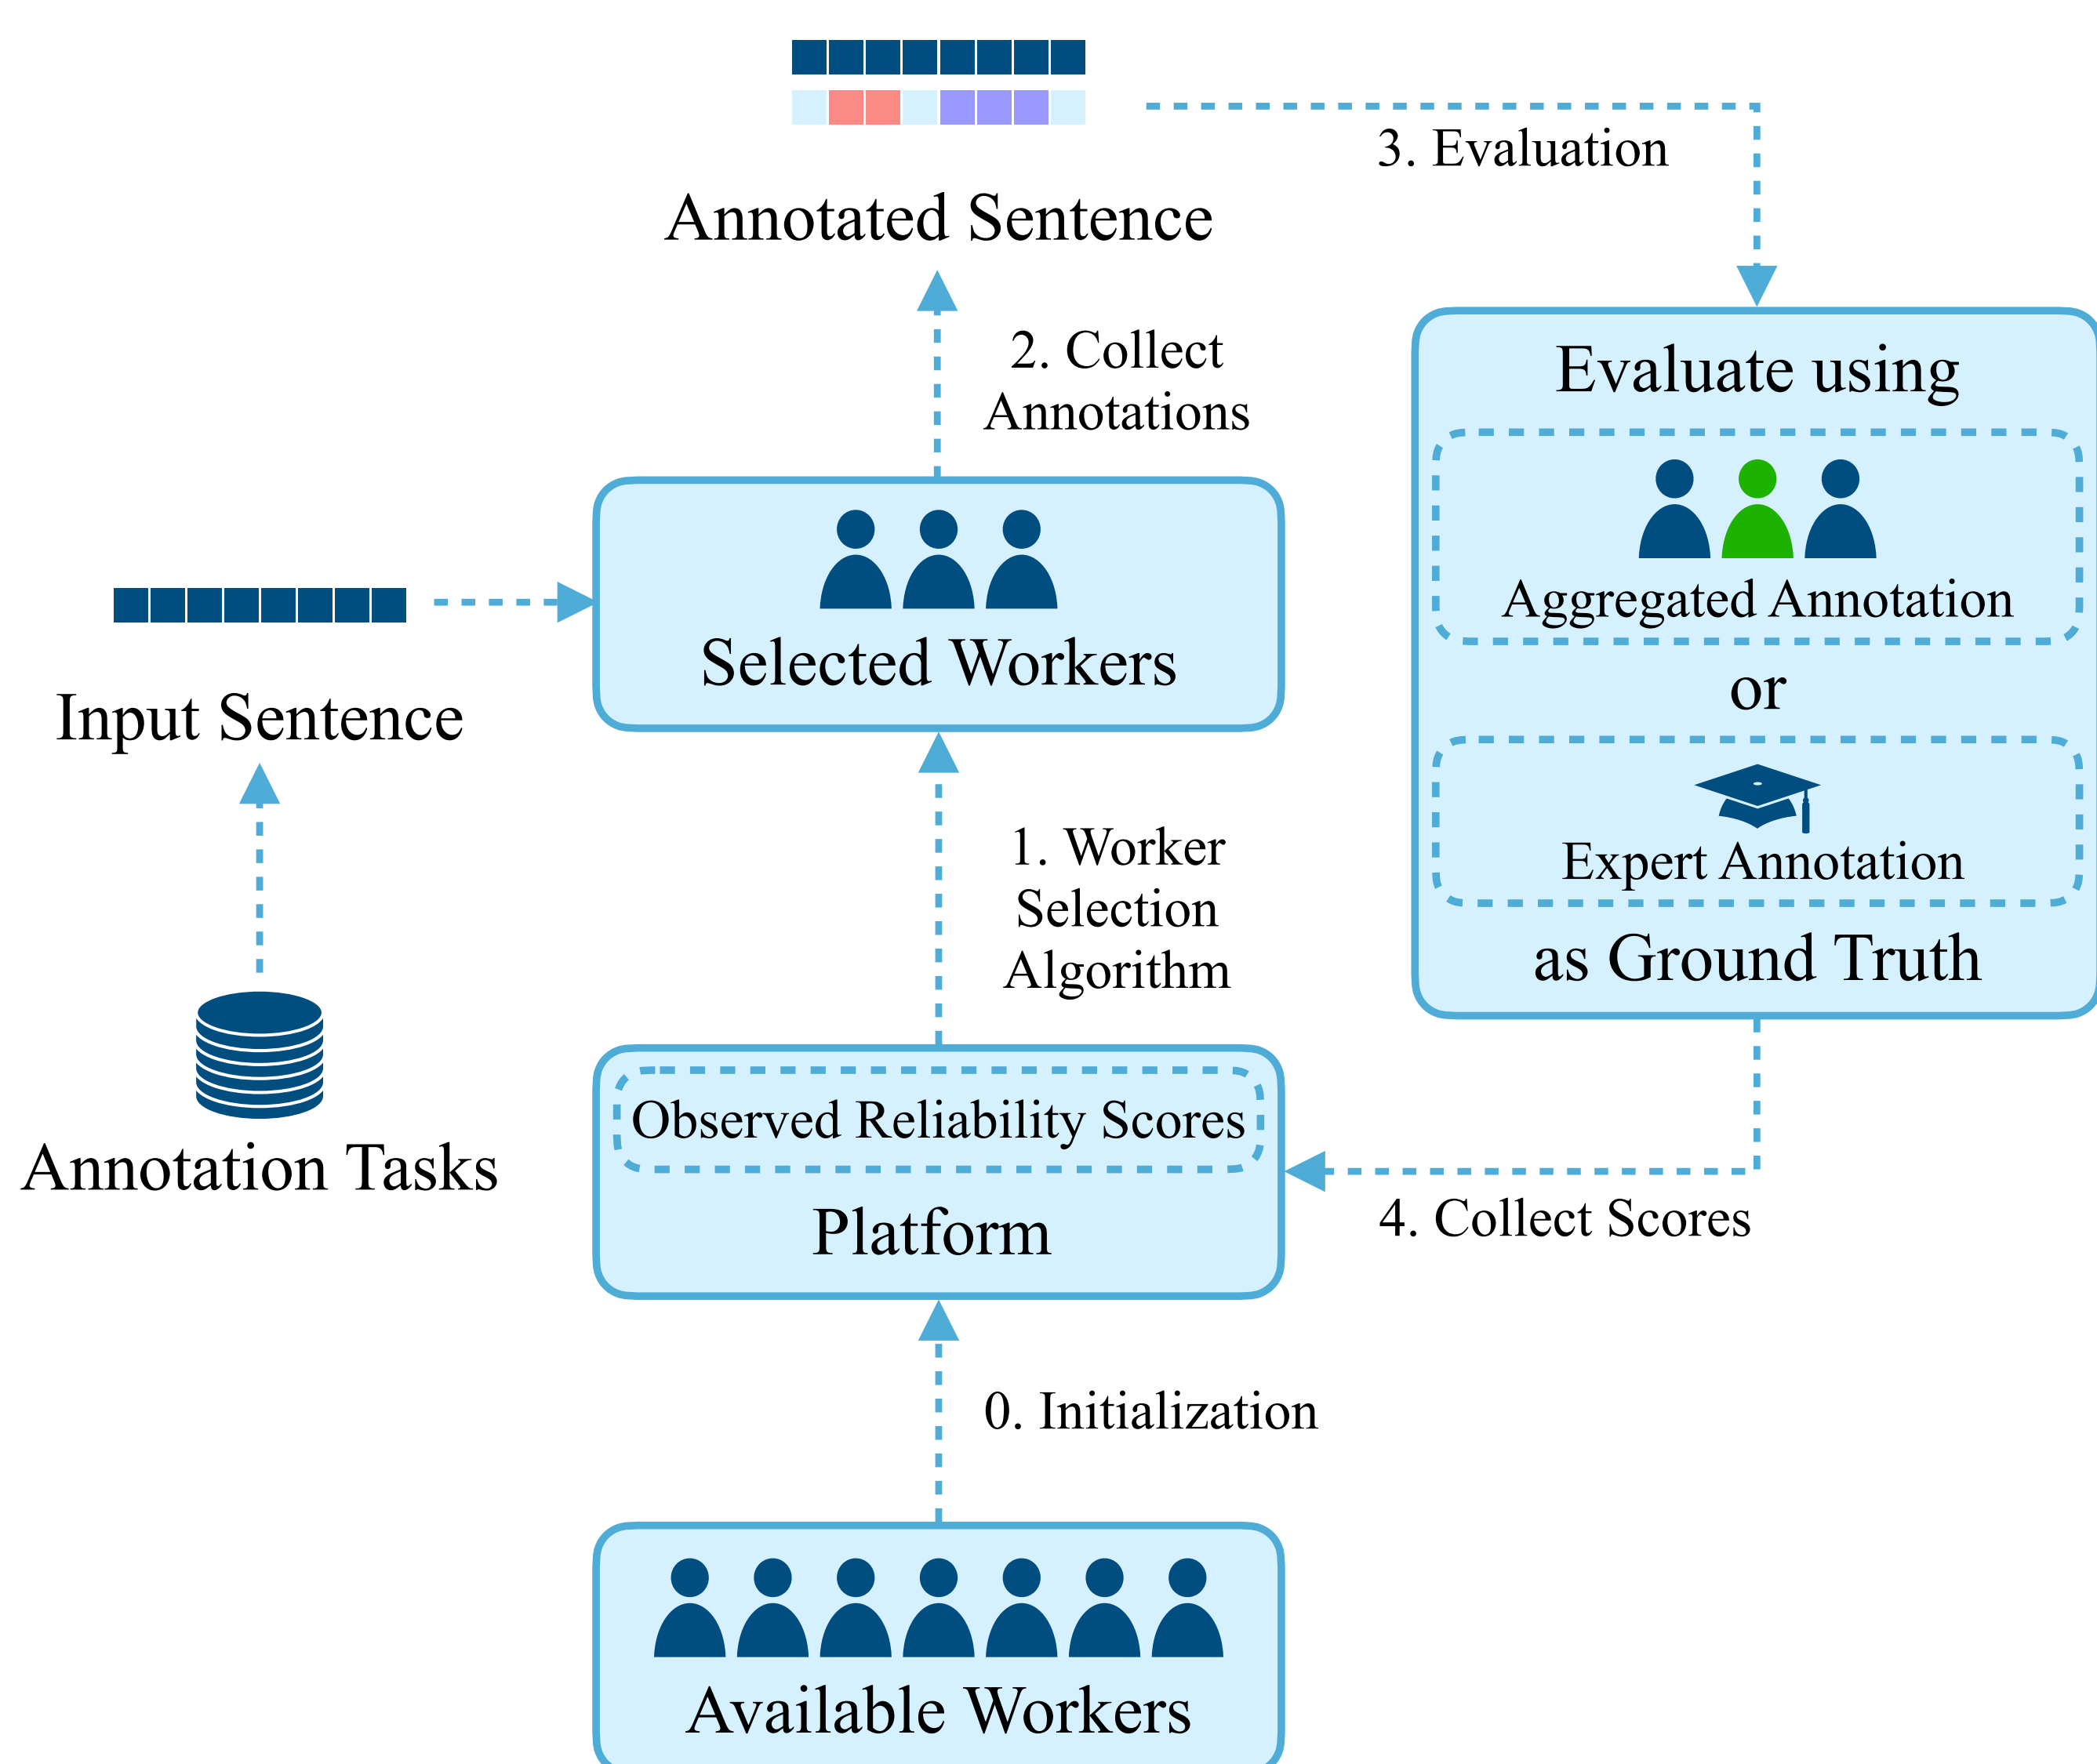 Annotated Sentence
3. Evaluation
2. Collect
Annotations
Evaluate using
Aggregated Annotation
or
Expert Annotation
as Ground Truth
Selected Workers
Input Sentence
1. Worker
Selection
Algorithm
Annotation Tasks
Observed Reliability Scores
Platform
4. Collect Scores
0. Initialization
Available Workers